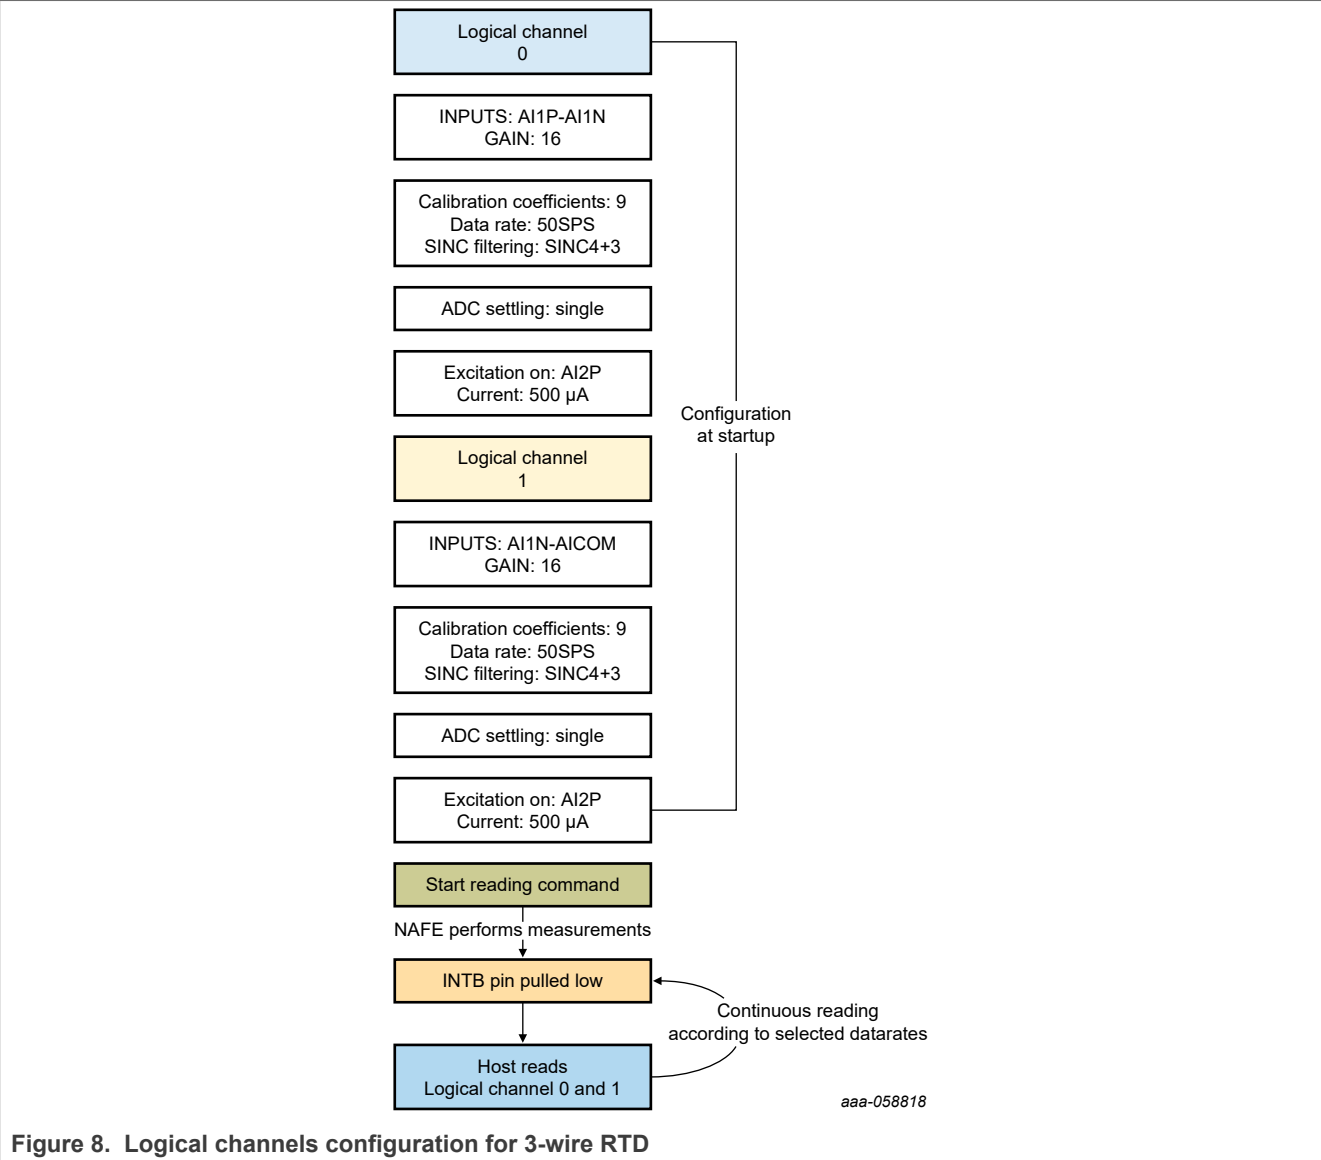 Logical channel
0
INPUTS: AI1P-AI1N
GAIN: 16
Calibration coefficients: 9
Data rate: 50SPS
SINC filtering: SINC4+3
ADC settling: single
Excitation on: AI2P
Current: 500 µA
Configuration
at startup
Logical channel
1
INPUTS: AI1N-AICOM
GAIN: 16
Calibration coefficients: 9
Data rate: 50SPS
SINC filtering: SINC4+3
ADC settling: single
Excitation on: AI2P
Current: 500 µA
Start reading command
NAFE performs measurements
INTB pin pulled low
Continuous reading
according to selected datarates
Host reads
Logical channel 0 and 1
aaa-058818
Figure 8. Logical channels configuration for 3-wire RTD